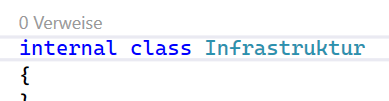 0 Verweise
internal class Infrastruktur
{
}